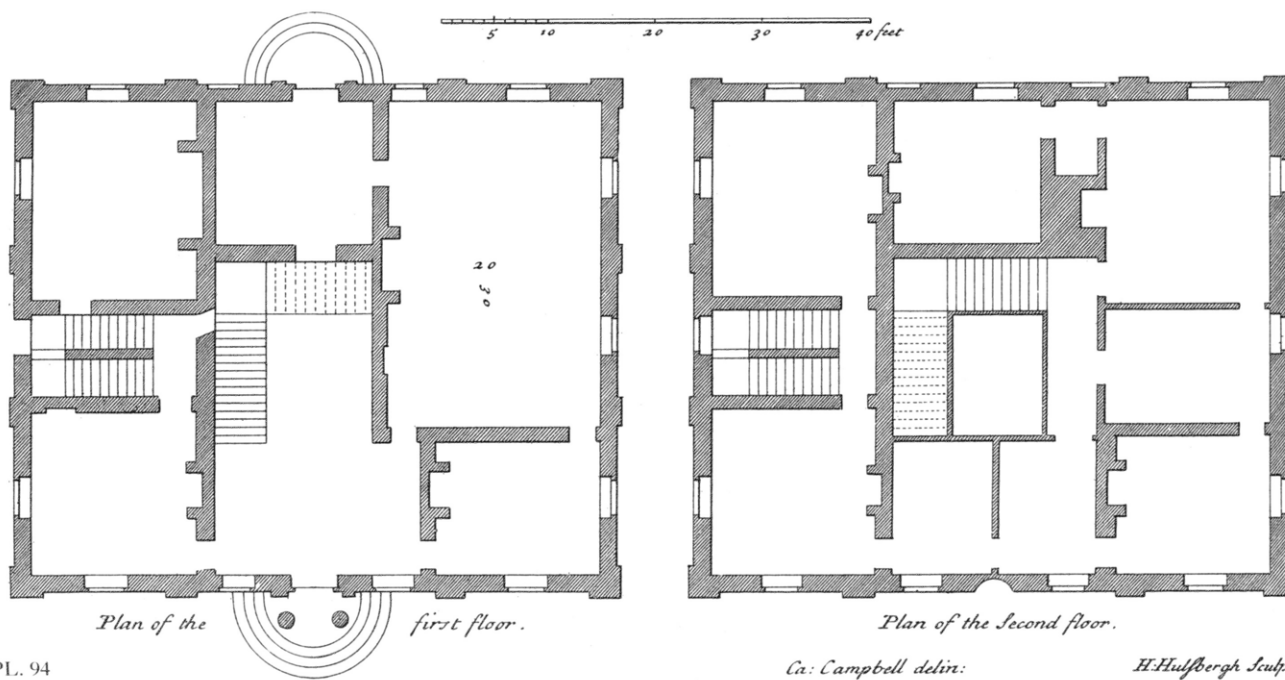 5 10 20 30 40 feet
20
30
Plan of the first floor.
Plan of the Second floor.
PL. 94
Ca: Campbell delin:
H: Hulsbergh Sculp